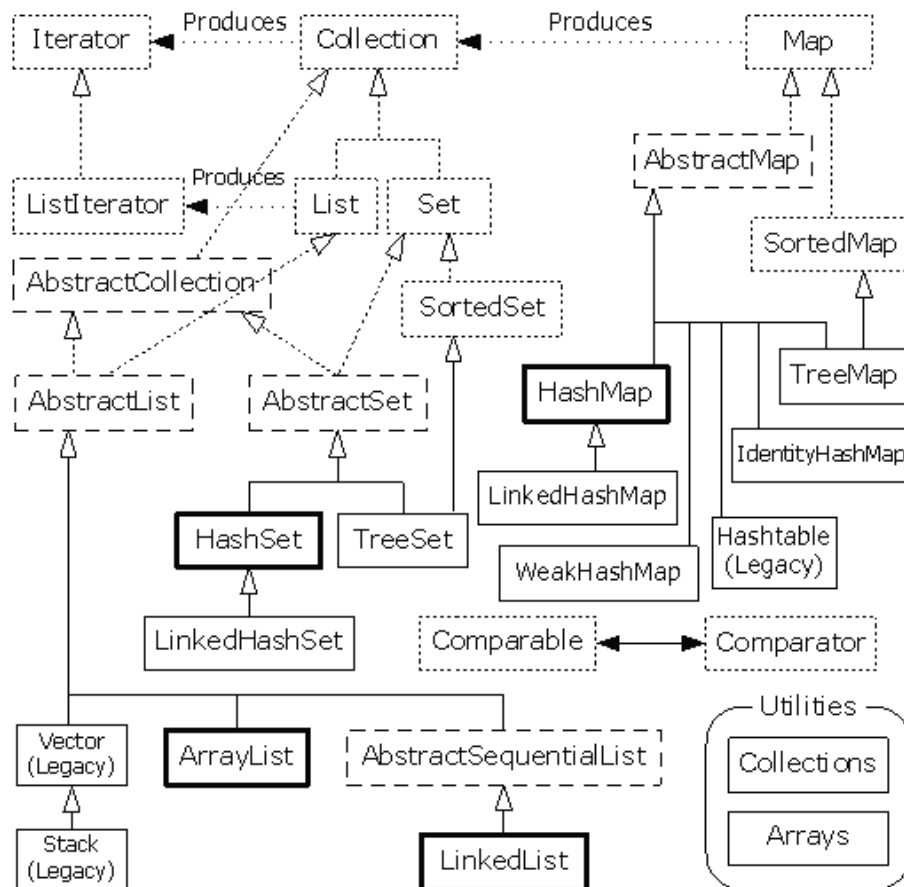 Produces
Produces
Iterator
Collection
Map
AbstractMap
Produces
ListIterator
List
Set
SortedMap
AbstractCollection
SortedSet
AbstractList
AbstractSet
HashMap
TreeMap
IdentityHashMap
LinkedHashMap
HashSet
TreeSet
Hashtable
(Legacy)
WeakHashMap
LinkedHashSet
Comparable
Comparator
Utilities
Vector
(Legacy)
ArrayList
AbstractSequentialList
Collections
Stack
(Legacy)
LinkedList
Arrays